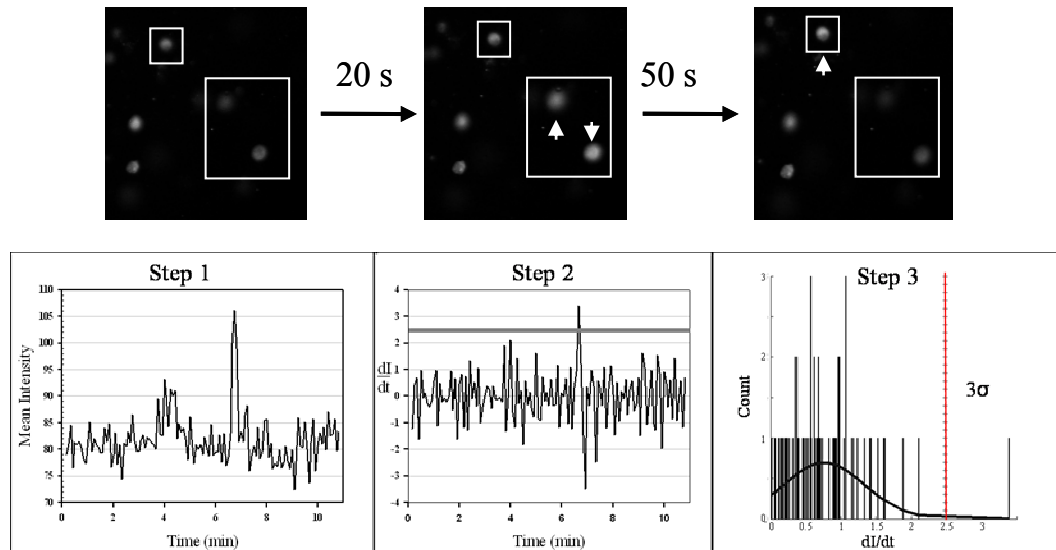 20 s
50 s
Step 1
Mean Intensity
110
105
100
95
90
85
80
75
70
0 2 4 6 8 10
Time (min)
Step 2
dI
dt
4
3
2
1
0
-1
-2
-3
-4
0 2 4 6 8 10
Time (min)
Step 3
Count
3
2
1
0
3σ
0 0.5 1 1.5 2 2.5 3
dI/dt